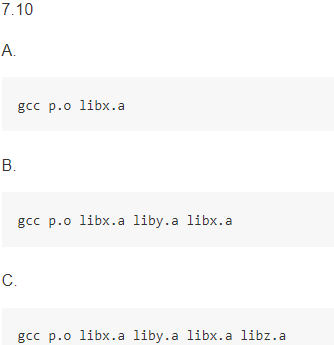 7.10
A.
gcc p.o libx.a
B.
gcc p.o libx.a liby.a libx.a
C.
gcc p.o libx.a liby.a libx.a libz.a